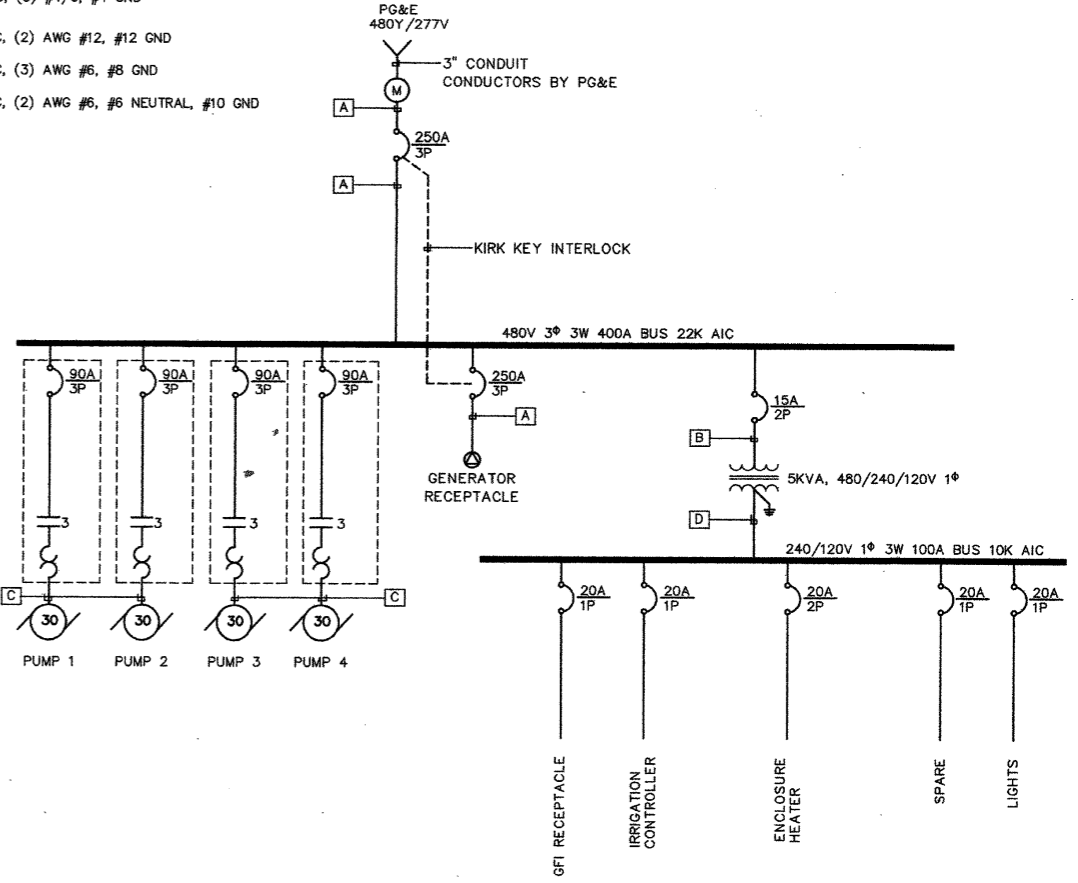 #4 GND
C, (2) AWG #12, #12 GND
C, (3) AWG #6, #8 GND
C, (2) AWG #6, #6 NEUTRAL, #10 GND
PG&E
480Y/277V
3" CONDUIT
CONDUCTORS BY PG&E
M
A
250A
3P
A
KIRK KEY INTERLOCK
480V 3Φ 3W 400A BUS 22K AIC
90A
3P
90A
3P
90A
3P
90A
3P
250A
3P
A
GENERATOR
RECEPTACLE
15A
2P
B
5KVA, 480/240/120V 1Φ
D
240/120V 1Φ 3W 100A BUS 10K AIC
3
3
3
3
C
C
30
30
30
30
PUMP 1
PUMP 2
PUMP 3
PUMP 4
20A
1P
20A
1P
20A
2P
20A
1P
20A
1P
GFI RECEPTACLE
IRRIGATION
CONTROLLER
ENCLOSURE
HEATER
SPARE
LIGHTS